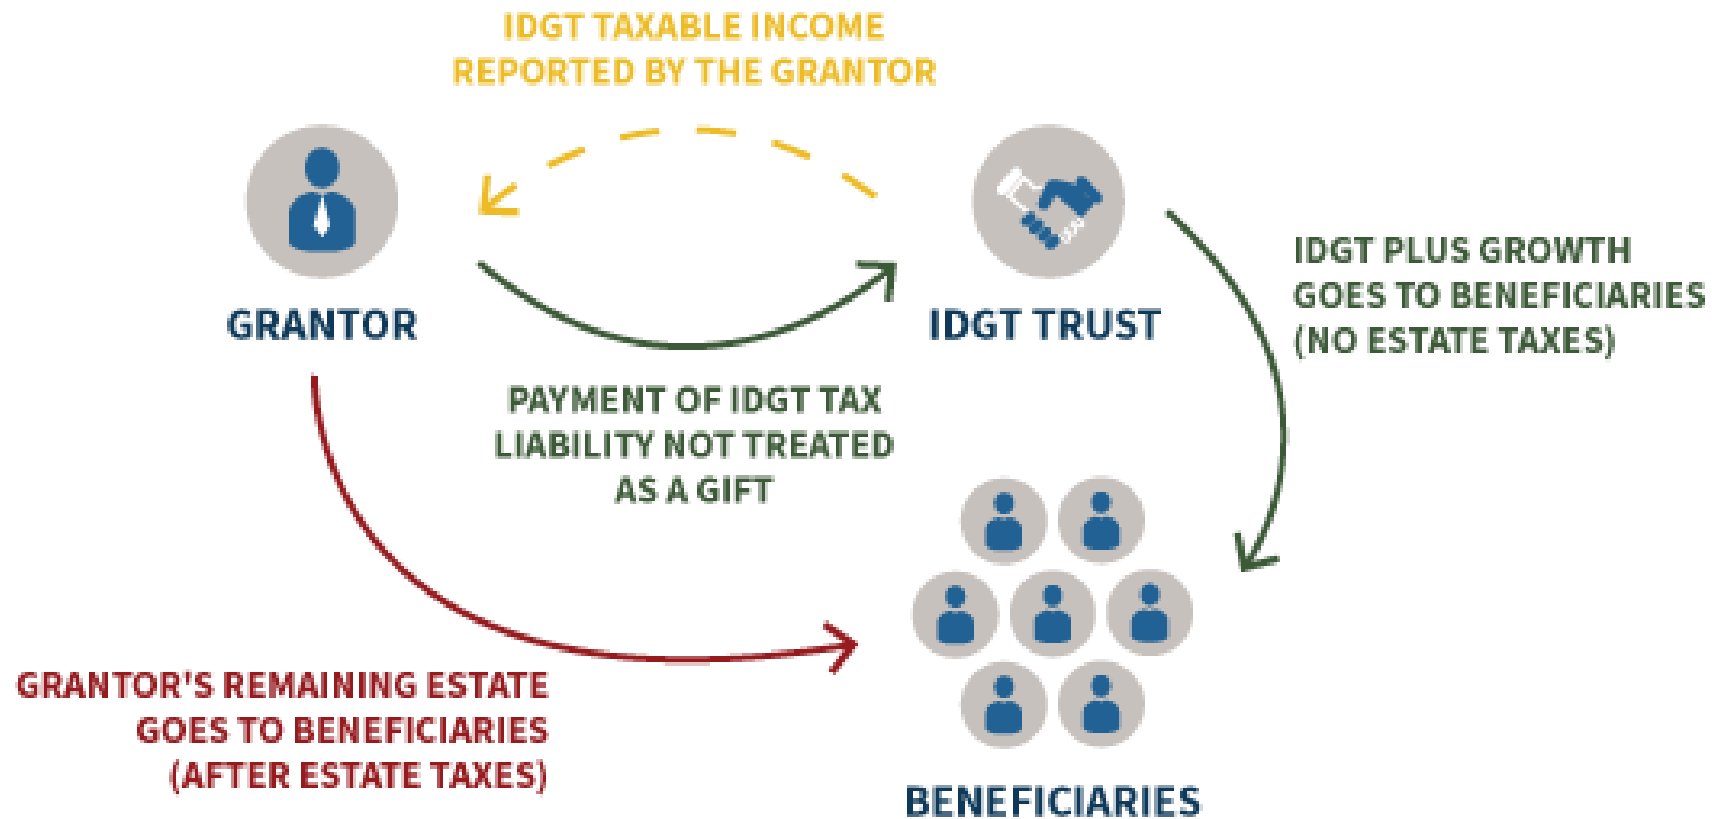 IDGT TAXABLE INCOME
REPORTED BY THE GRANTOR
GRANTOR
IDGT TRUST
IDGT PLUS GROWTH
GOES TO BENEFICIARIES
(NO ESTATE TAXES)
PAYMENT OF IDGT TAX
LIABILITY NOT TREATED
AS A GIFT
GRANTOR'S REMAINING ESTATE
GOES TO BENEFICIARIES
(AFTER ESTATE TAXES)
BENEFICIARIES